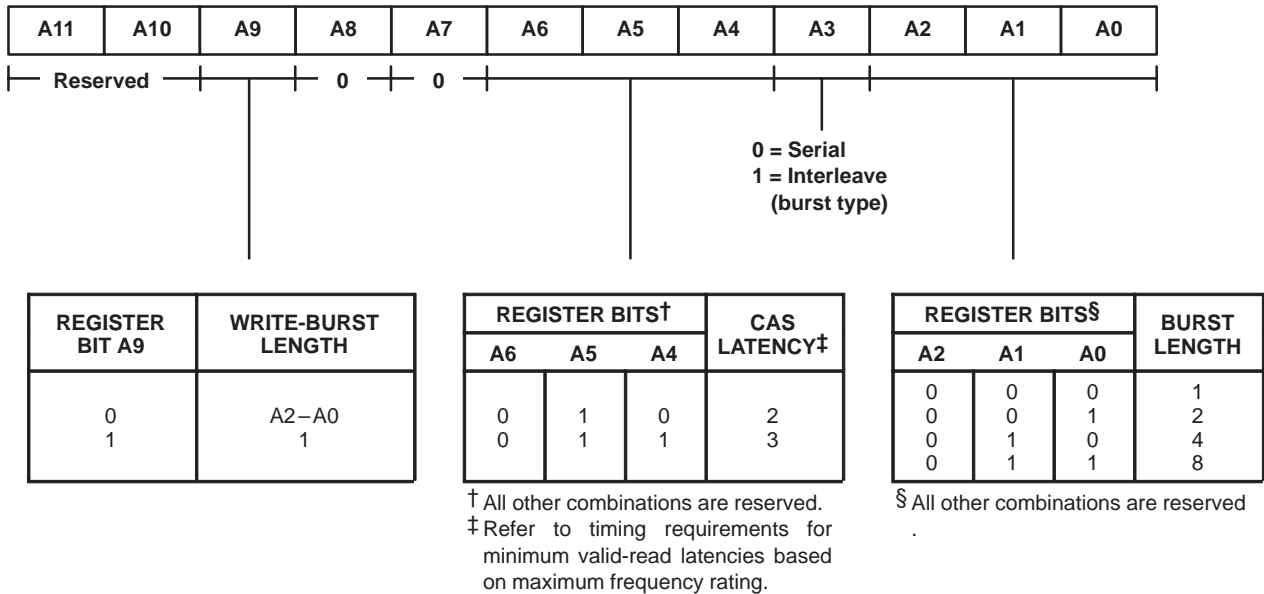 A11 A10 A9 A8 A7 A6 A5 A4 A3 A2 A1 A0
Reserved 0 0
0 = Serial
1 = Interleave
(burst type)
REGISTER BIT A9 WRITE-BURST LENGTH
0 A2–A0
1 1
REGISTER BITS† CAS LATENCY‡
A6 A5 A4
0 1 0 2
0 1 1 3
† All other combinations are reserved.
‡ Refer to timing requirements for
minimum valid-read latencies based
on maximum frequency rating.
REGISTER BITS§ BURST LENGTH
A2 A1 A0
0 0 0 1
0 0 1 2
0 1 0 4
0 1 1 8
§ All other combinations are reserved
.